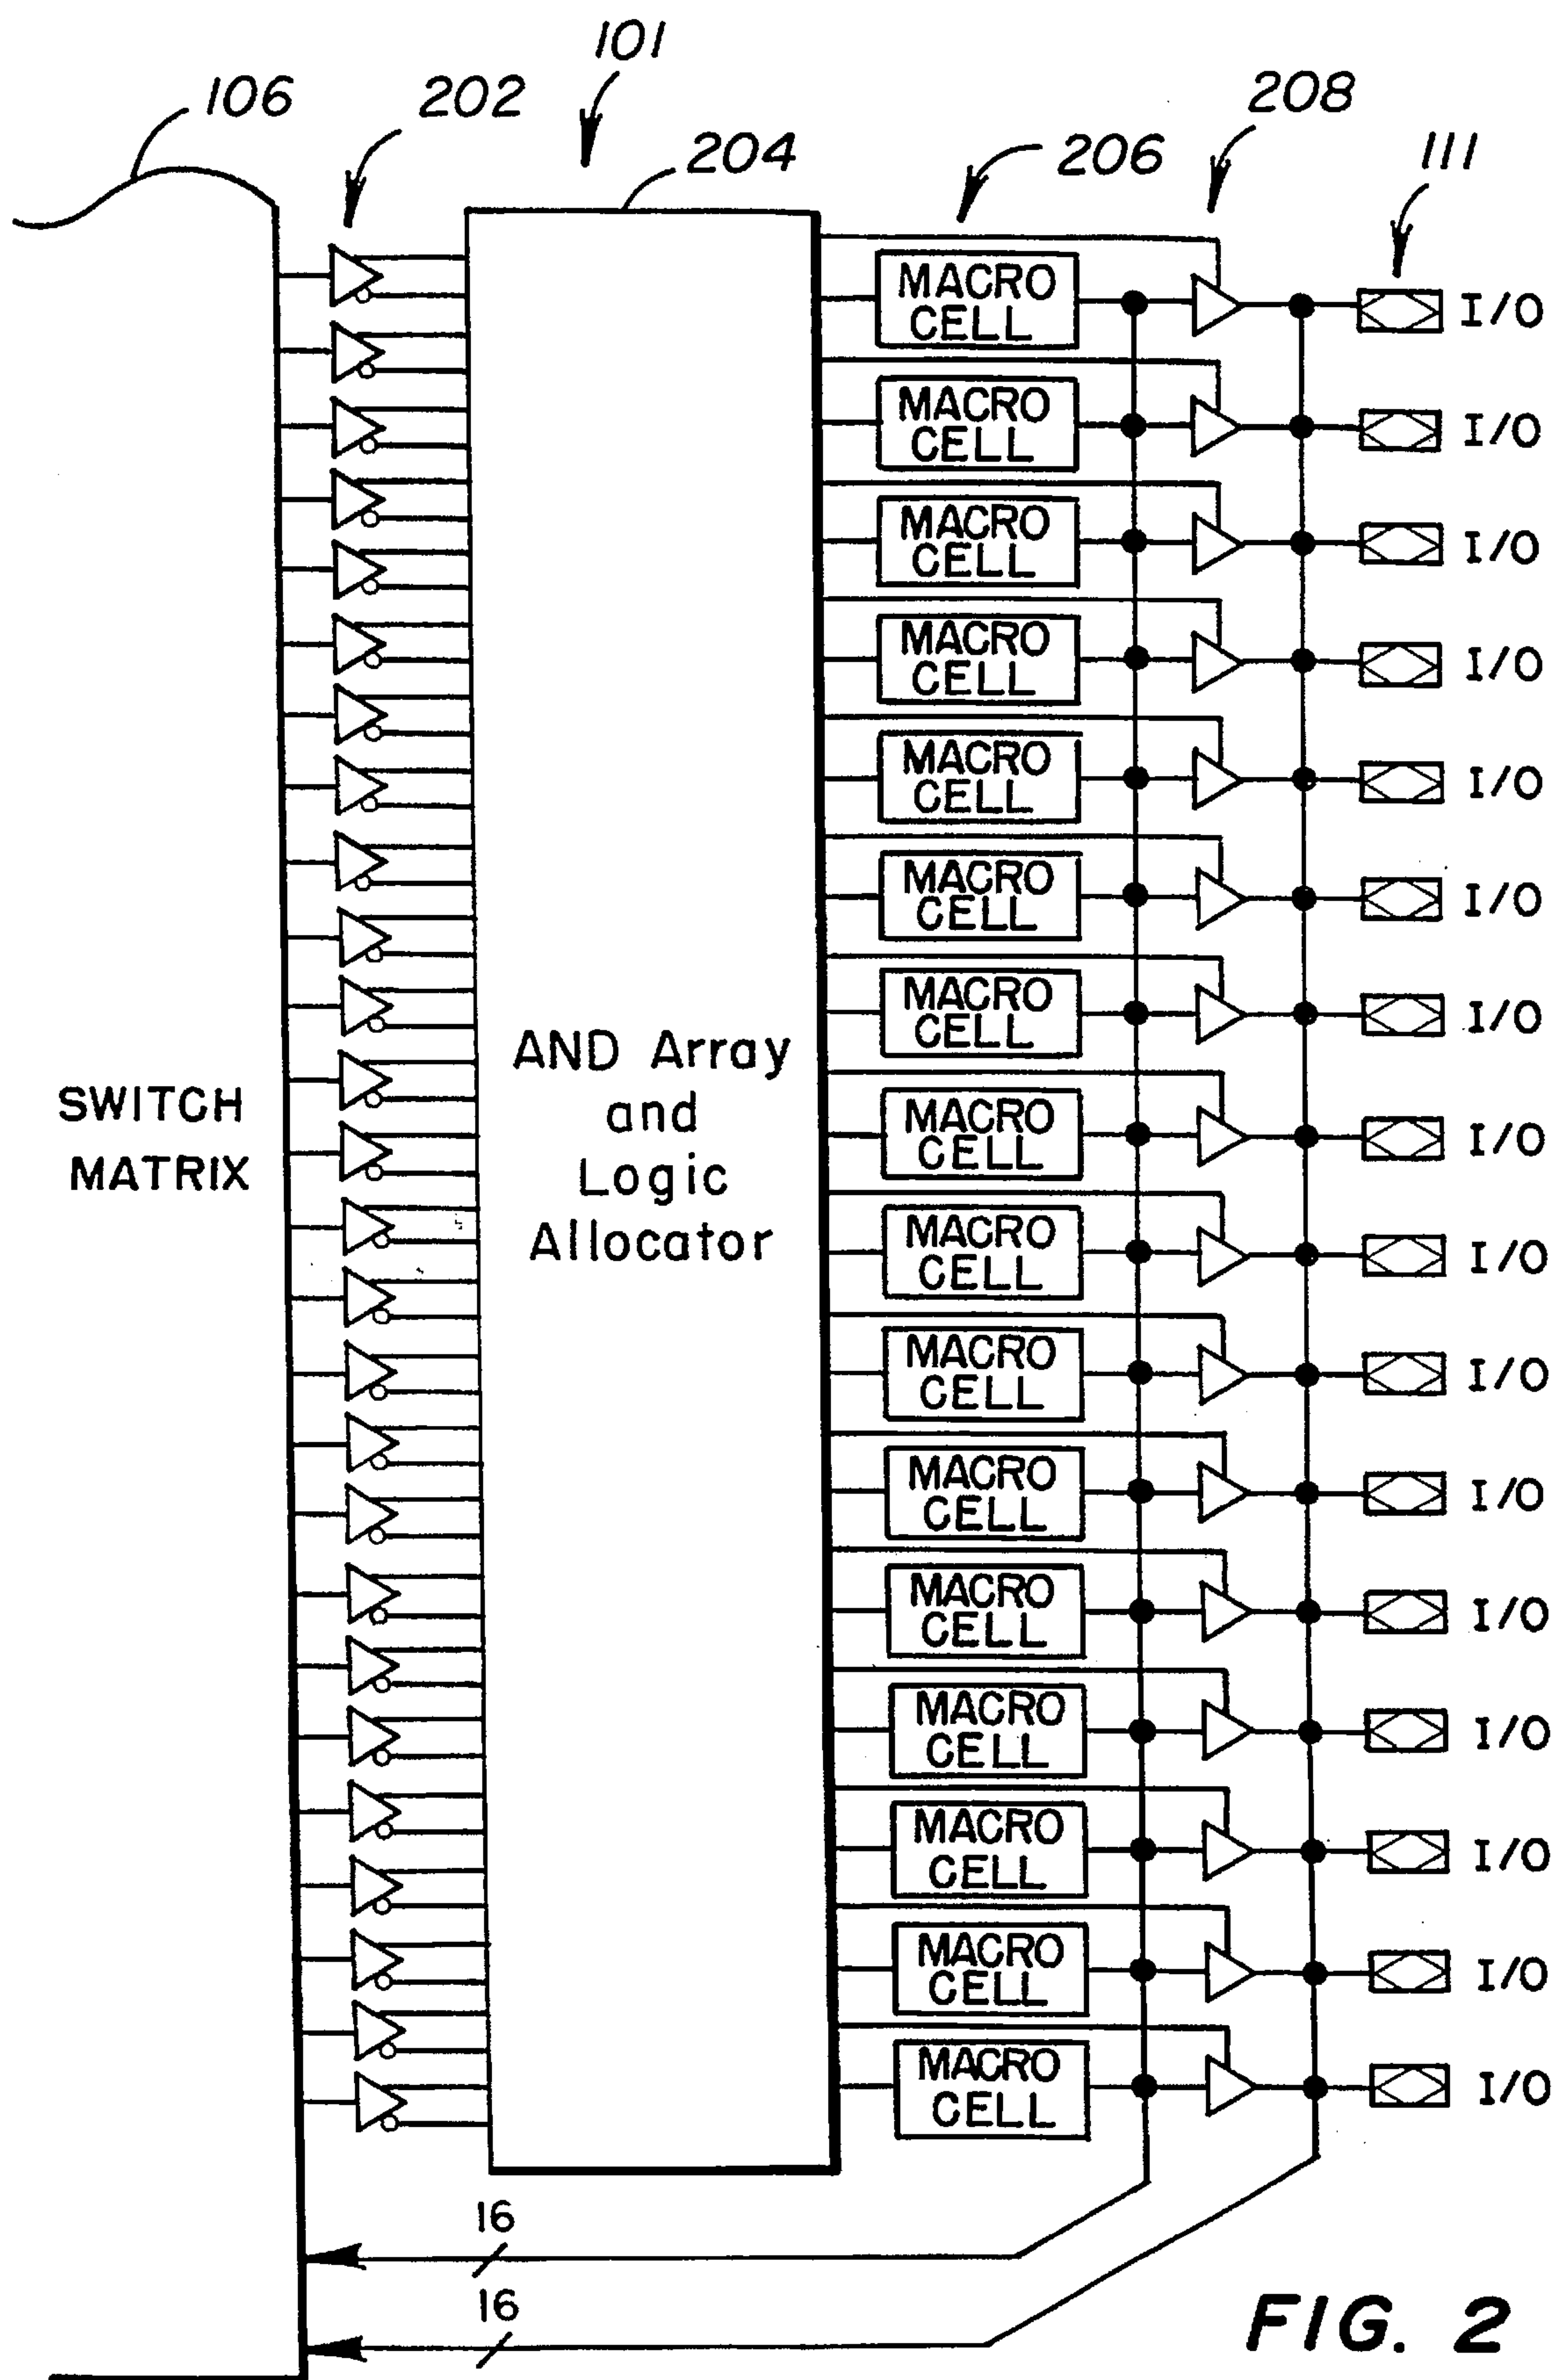 101
106
202
208
204
206
111
SWITCH
MATRIX
AND Array
and
Logic
Allocator
MACRO
CELL
I/O
MACRO
CELL
I/O
MACRO
CELL
I/O
MACRO
CELL
I/O
MACRO
CELL
I/O
MACRO
CELL
I/O
MACRO
CELL
I/O
MACRO
CELL
I/O
MACRO
CELL
I/O
MACRO
CELL
I/O
MACRO
CELL
I/O
MACRO
CELL
I/O
MACRO
CELL
I/O
MACRO
CELL
I/O
MACRO
CELL
I/O
MACRO
CELL
I/O
16
16
FIG. 2